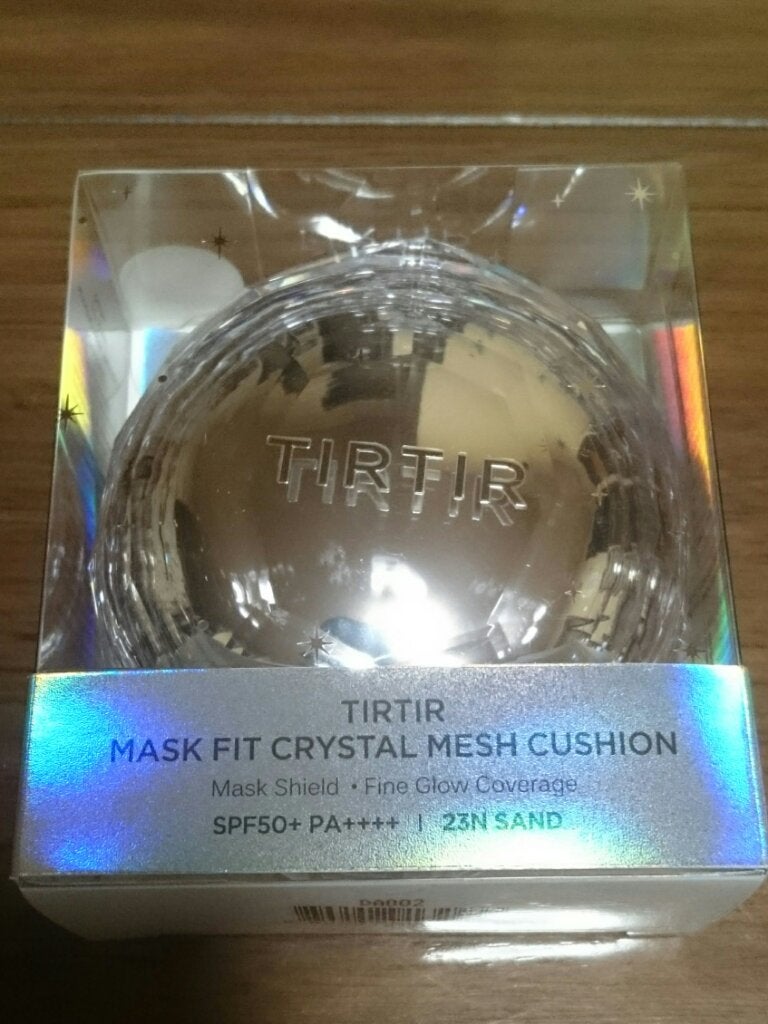 TIRTIR
TIRTIR
MASK FIT CRYSTAL MESH CUSHION
Mask Shield • Fine Glow Coverage
SPF50+ PA++++ | 23N SAND